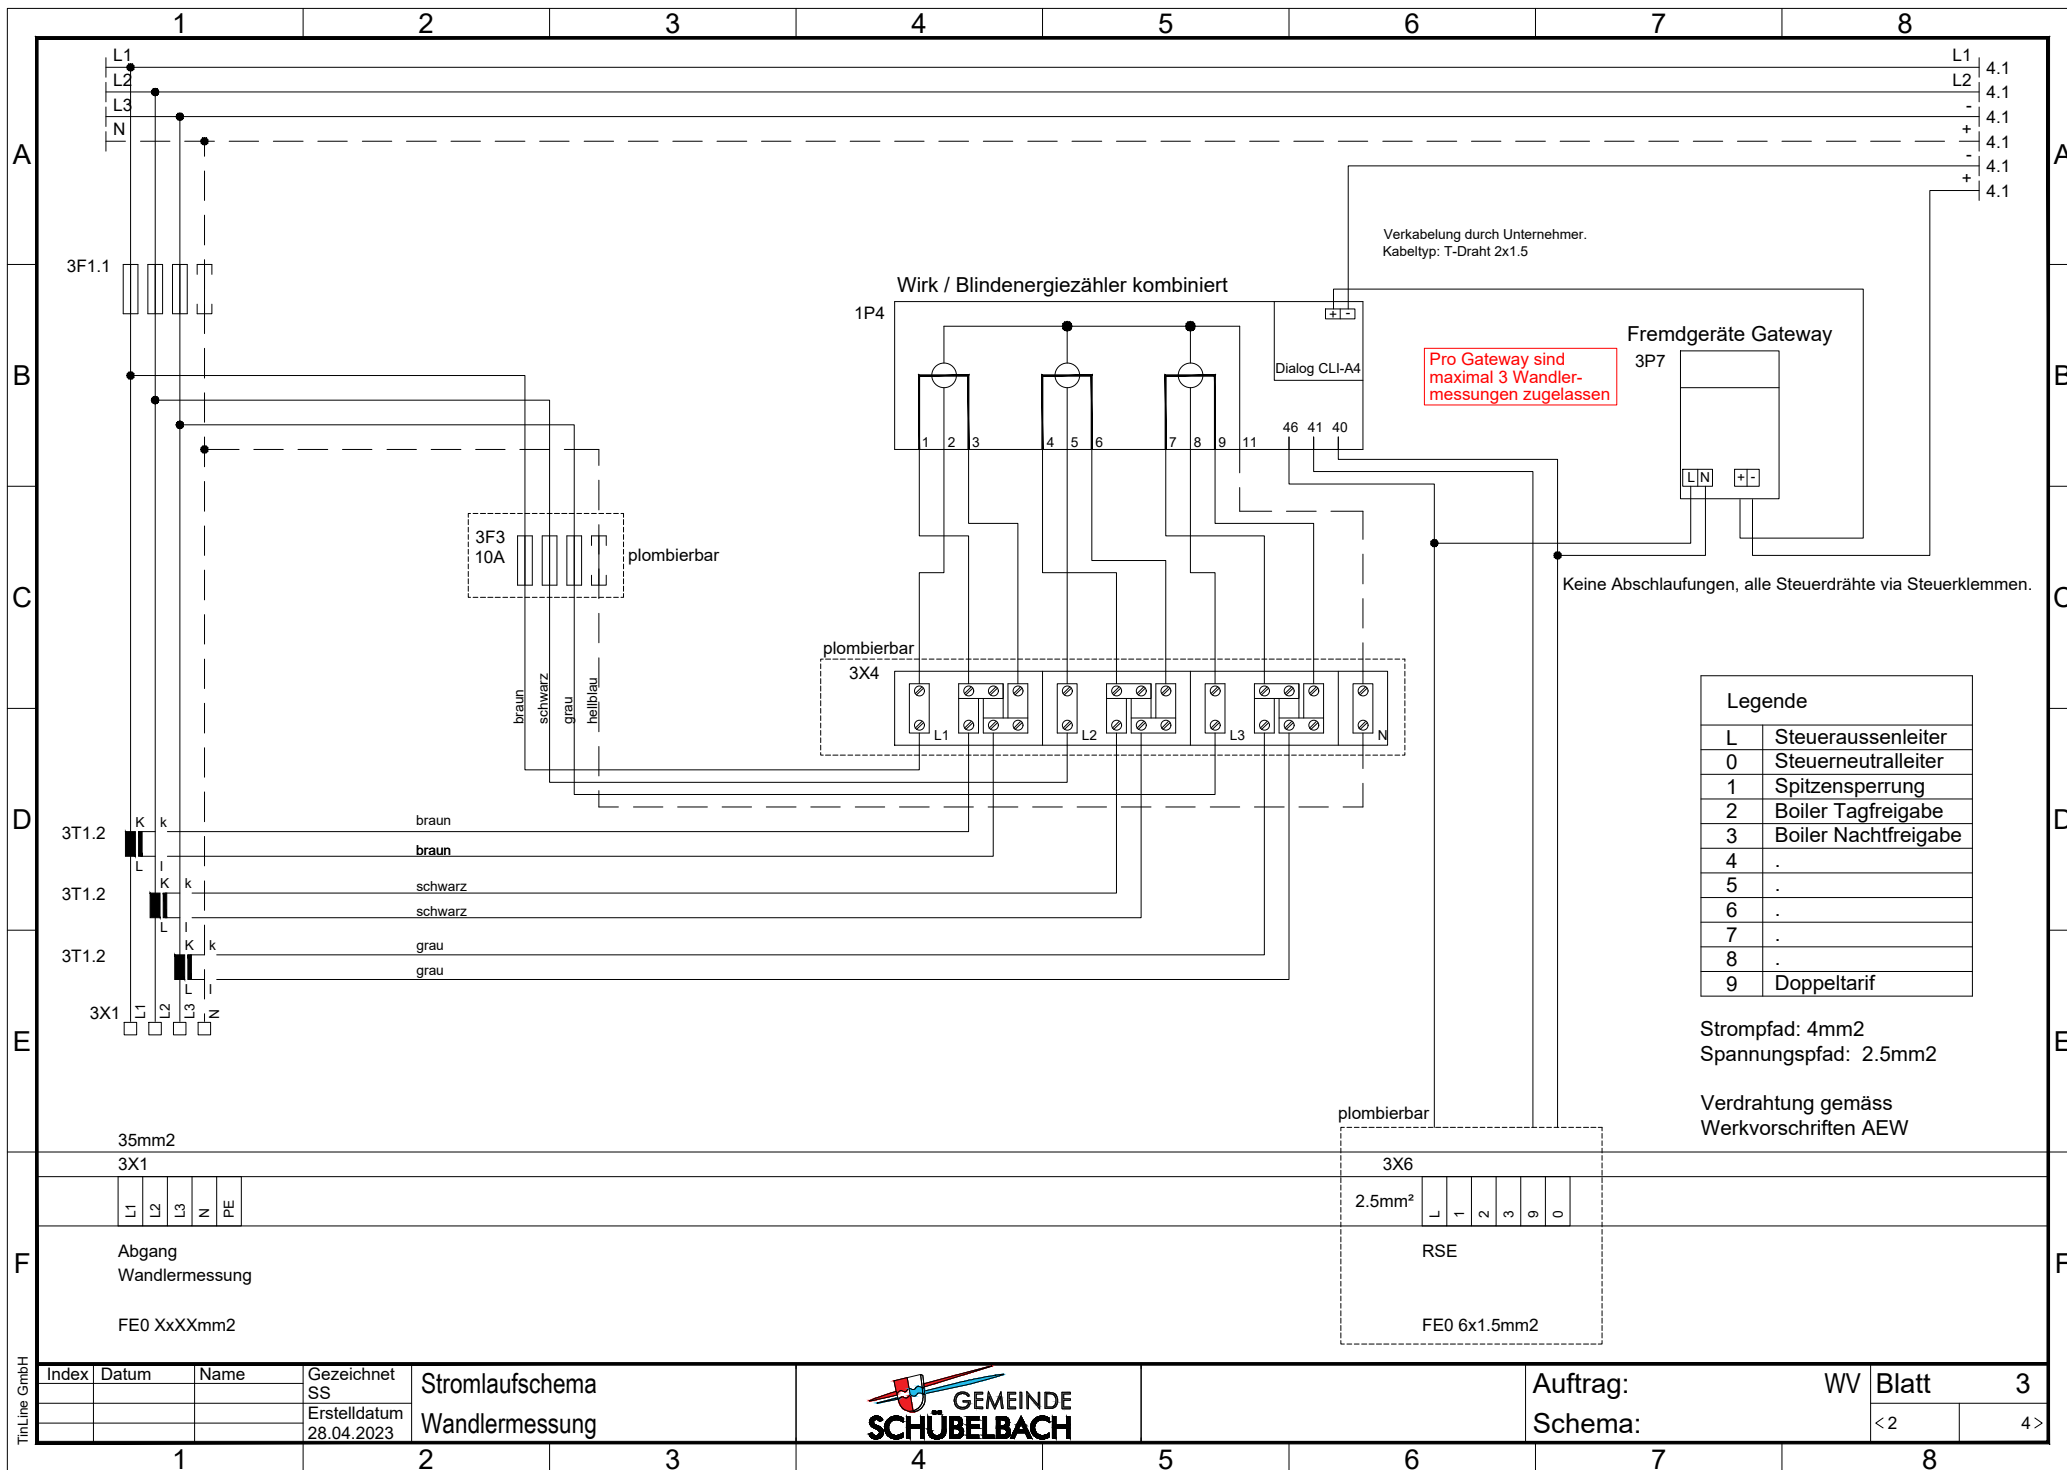 1 2 3 4 5 6 7 8
L1
L2
L3
N
L1 4.1
L2 4.1
- 4.1
+ 4.1
- 4.1
+ 4.1
A A
Verkabelung durch Unternehmer.
Kabeltyp: T-Draht 2x1.5
3F1.1
Wirk / Blindenergiezähler kombiniert
1P4
+ -
Dialog CLI-A4
Fremdgeräte Gateway
3P7
Pro Gateway sind
maximal 3 Wandler-
messungen zugelassen
B B
46 41 40
1 2 3 4 5 6 7 8 9 11
L N + -
3F3
10A
plombierbar
Keine Abschlaufungen, alle Steuerdrähte via Steuerklemmen.
C C
plombierbar
3X4
braun
schwarz
grau
hellblau
L1 L2 L3 N
Legende
L Steueraussenleiter
0 Steuerneutralleiter
1 Spitzensperrung
2 Boiler Tagfreigabe
3 Boiler Nachtfreigabe
4 .
5 .
6 .
7 .
8 .
9 Doppeltarif
D D
3T1.2
K k
L l
braun
braun
3T1.2
K k
L l
schwarz
schwarz
3T1.2
K k
L l
grau
grau
3X1
L1 L2 L3 N
E E
Strompfad: 4mm2
Spannungspfad: 2.5mm2
Verdrahtung gemäss
Werkvorschriften AEW
35mm2
3X1
L1 L2 L3 N PE
Abgang
Wandlermessung
FE0 XxXXmm2
plombierbar
3X6
2.5mm²
L 1 2 3 9 0
RSE
FE0 6x1.5mm2
F F
TinLine GmbH
Index Datum Name
Gezeichnet
SS
Erstelldatum
28.04.2023
Stromlaufschema
Wandlermessung
GEMEINDE
SCHÜBELBACH
Auftrag: WV
Schema:
Blatt 3
< 2 4 >
1 2 3 4 5 6 7 8